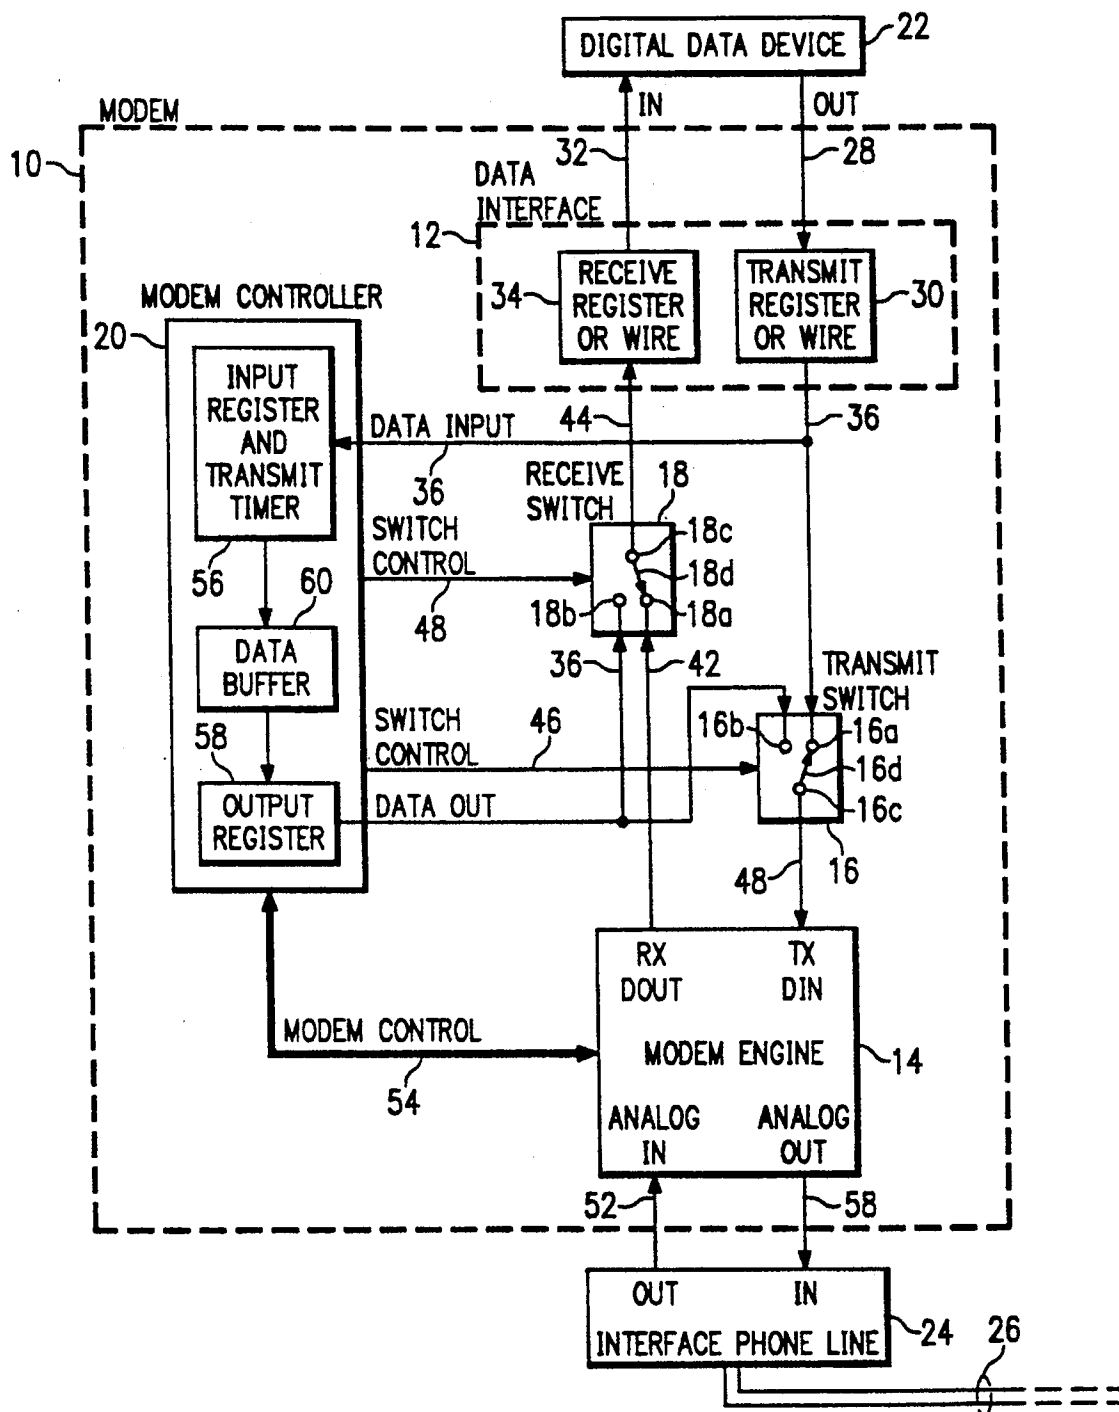 DIGITAL DATA DEVICE
22
IN
OUT
MODEM
10
32
28
DATA
INTERFACE
12
RECEIVE
REGISTER
OR WIRE
34
TRANSMIT
REGISTER
OR WIRE
30
MODEM CONTROLLER
20
INPUT
REGISTER
AND
TRANSMIT
TIMER
44
36
DATA INPUT
36
RECEIVE
SWITCH
18
18c
18d
18b
18a
SWITCH
CONTROL
48
56
60
DATA
BUFFER
36
42
TRANSMIT
SWITCH
16b
16a
16d
16c
16
SWITCH
CONTROL
46
58
OUTPUT
REGISTER
DATA OUT
48
RX
DOUT
TX
DIN
MODEM ENGINE
14
MODEM CONTROL
54
ANALOG
IN
ANALOG
OUT
52
58
OUT
IN
INTERFACE PHONE LINE
24
26